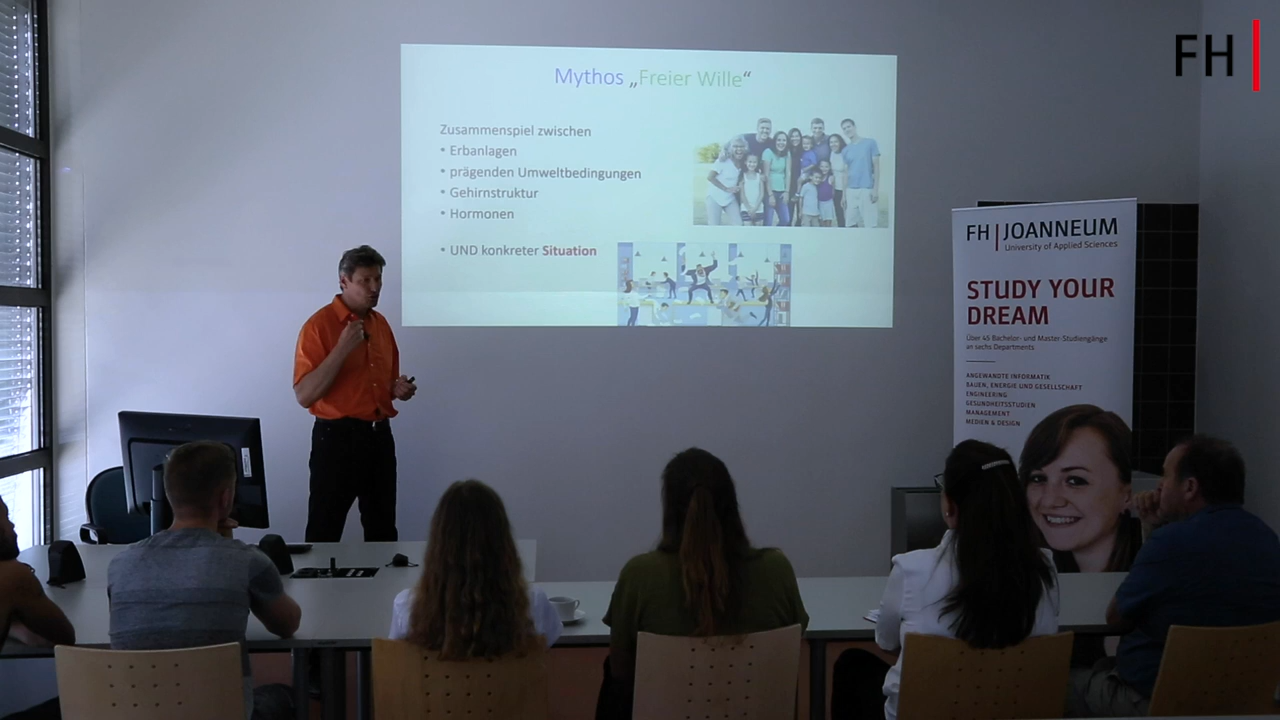 FH
Mythos „Freier Wille“
Zusammenspiel zwischen
• Erbanlagen
• prägenden Umweltbedingungen
• Gehirnstruktur
• Hormonen
• UND konkreter Situation
FH JOANNEUM
University of Applied Sciences
STUDY YOUR
DREAM
Über 45 Bachelor- und Master-Studiengänge
an sechs Departments
ANGEWANDTE INFORMATIK
BAUEN, ENERGIE UND GESELLSCHAFT
ENGINEERING
GESUNDHEITSSTUDIEN
MANAGEMENT
MEDIEN & DESIGN